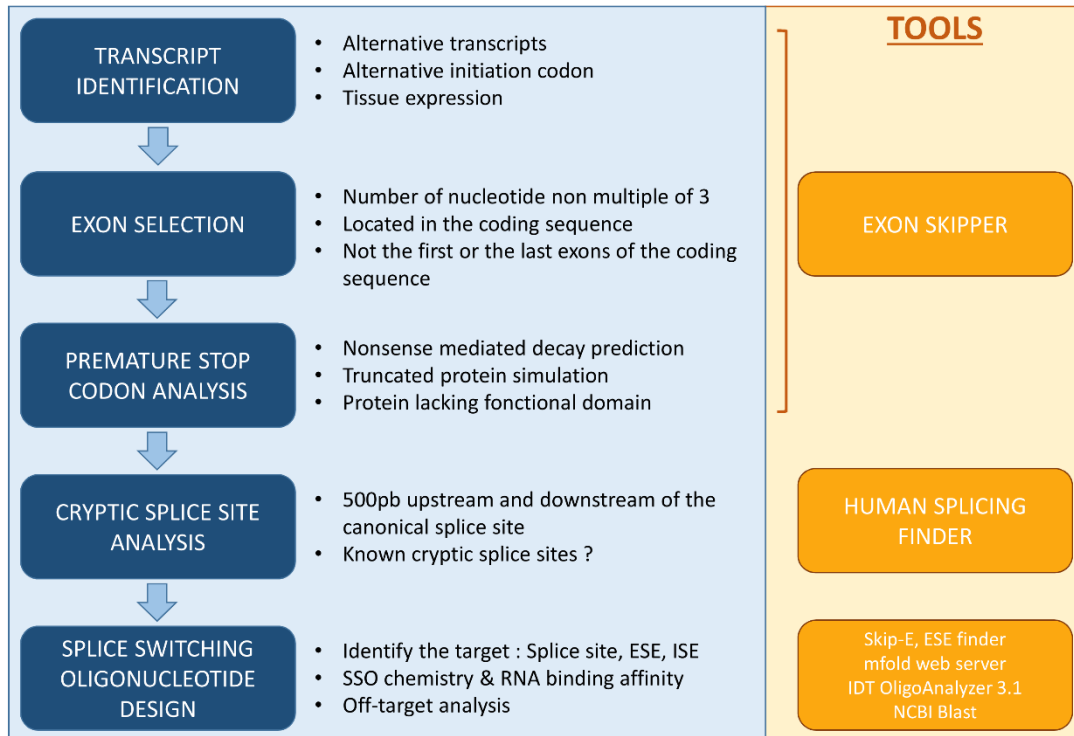 TRANSCRIPT
IDENTIFICATION
• Alternative transcripts
• Alternative initiation codon
• Tissue expression
TOOLS
EXON SELECTION
• Number of nucleotide non multiple of 3
• Located in the coding sequence
• Not the first or the last exons of the coding
sequence
EXON SKIPPER
PREMATURE STOP
CODON ANALYSIS
• Nonsense mediated decay prediction
• Truncated protein simulation
• Protein lacking fonctional domain
CRYPTIC SPLICE SITE
ANALYSIS
• 500pb upstream and downstream of the
canonical splice site
• Known cryptic splice sites ?
HUMAN SPLICING
FINDER
SPLICE SWITCHING
OLIGONUCLEOTIDE
DESIGN
• Identify the target : Splice site, ESE, ISE
• SSO chemistry & RNA binding affinity
• Off-target analysis
Skip-E, ESE finder
mfold web server
IDT OligoAnalyzer 3.1
NCBI Blast